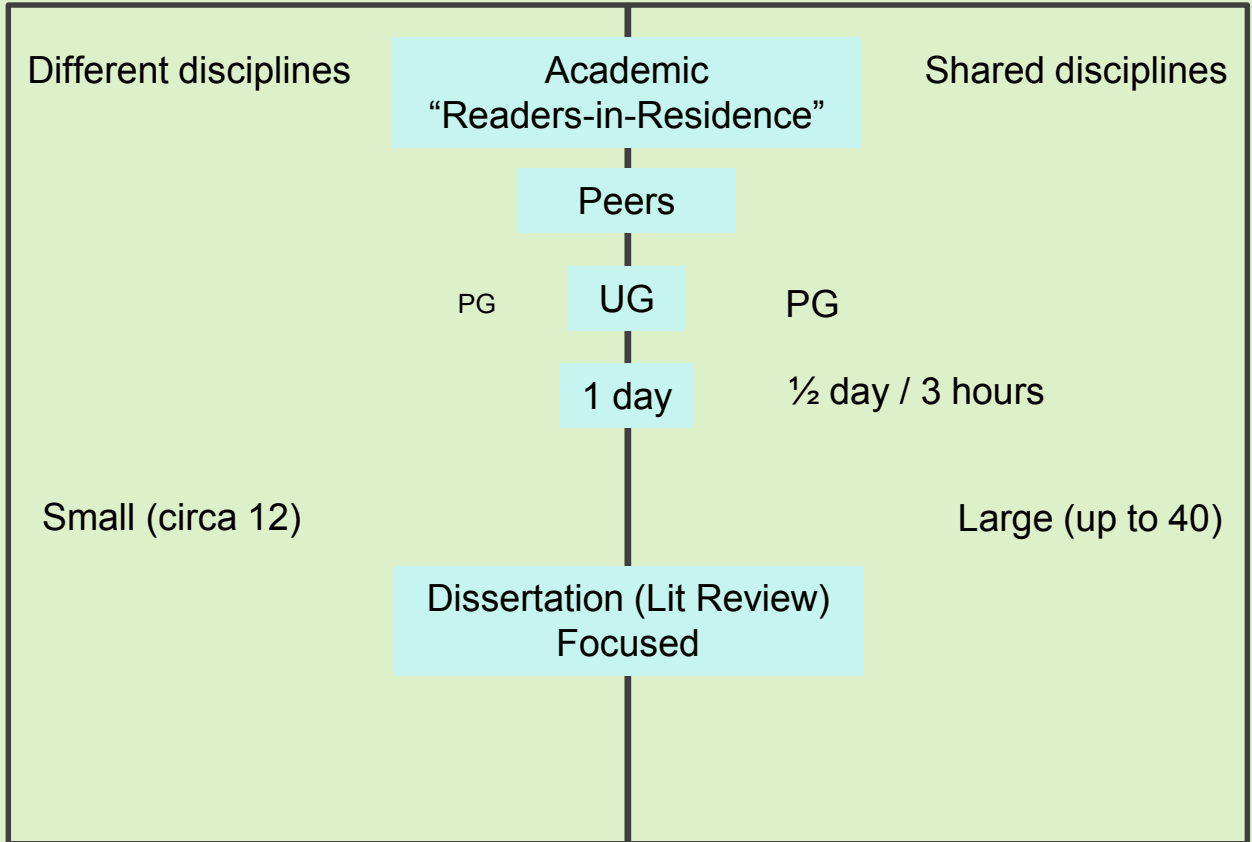 Different disciplines
Academic
“Readers-in-Residence”
Shared disciplines
Peers
PG
UG
PG
1 day
½ day / 3 hours
Small (circa 12)
Large (up to 40)
Dissertation (Lit Review)
Focused